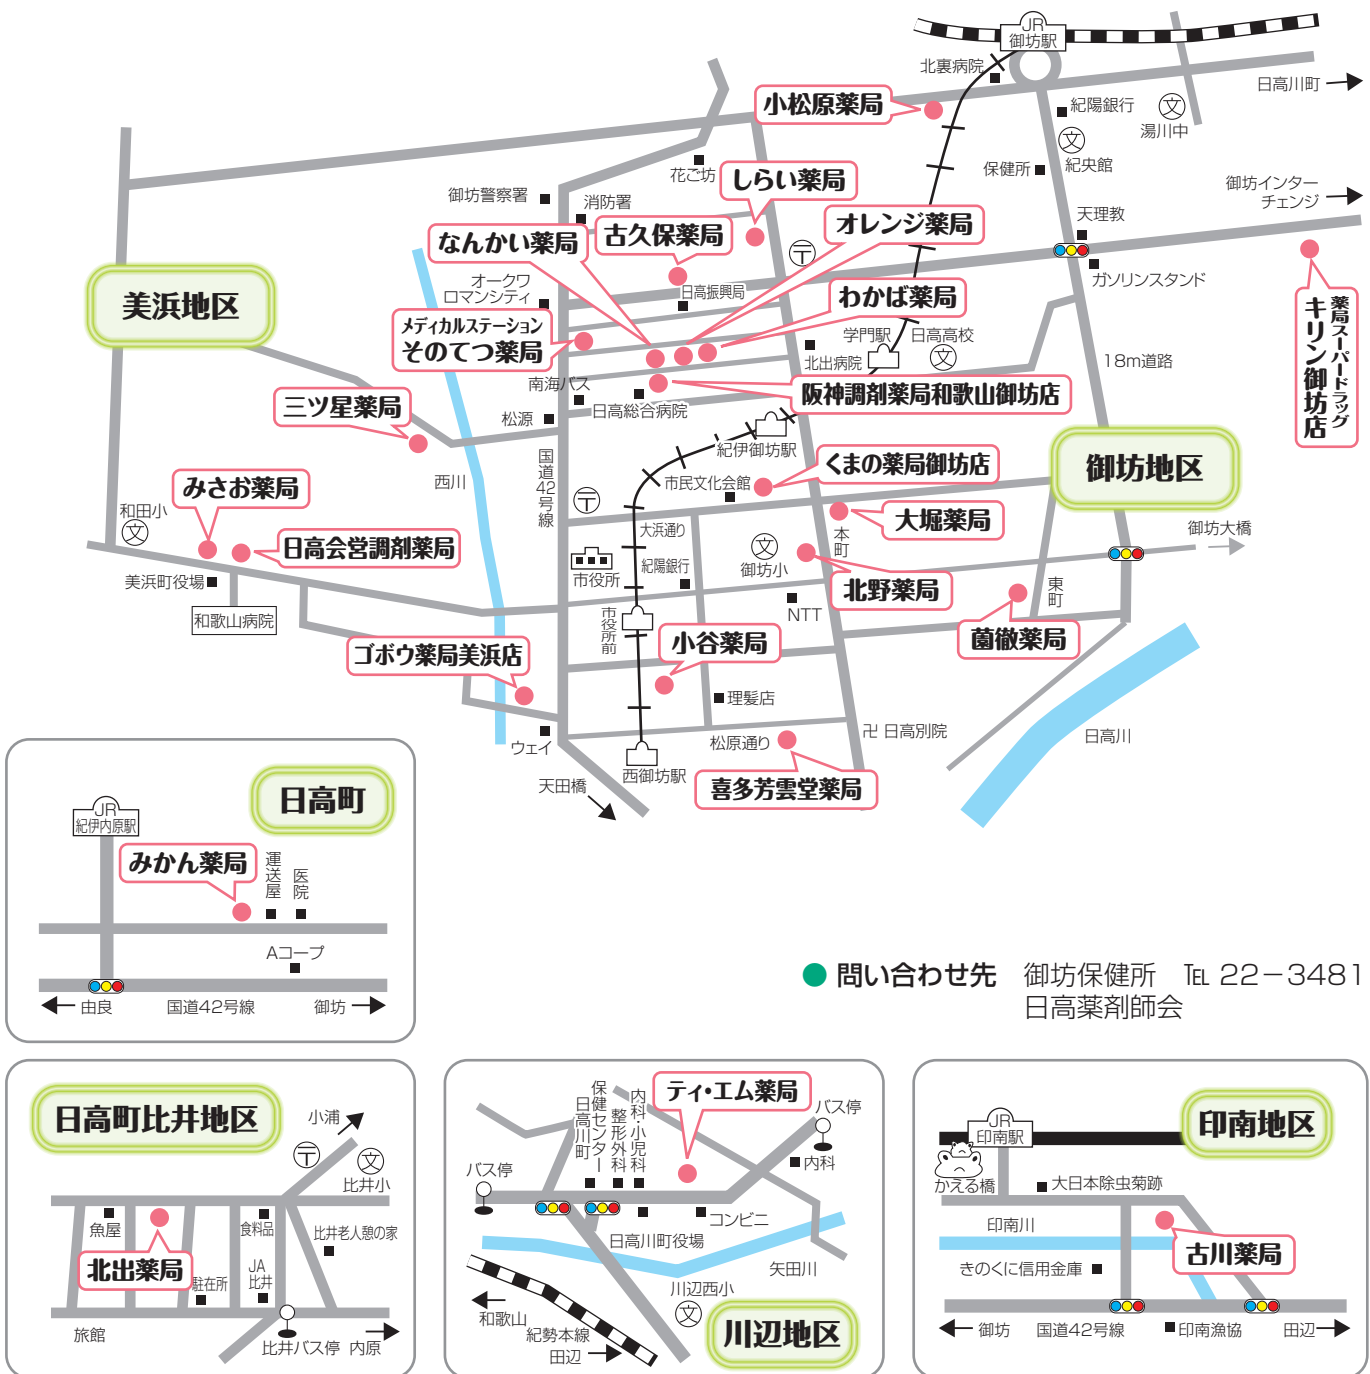 JR
御坊駅
北裏病院
日高川町
小松原薬局
紀陽銀行
文
湯川中
文
紀央館
保健所
花ご坊
しらい薬局
御坊警察署
消防署
御坊インター
チェンジ
天理教
オレンジ薬局
なんかい薬局
古久保薬局
〒
ガソリンスタンド
オークワ
ロマンシティ
日高振興局
わかば薬局
美浜地区
薬局スーパードラッグ
キリン御坊店
メディカルステーション
そのてつ薬局
学門駅
日高高校
文
北出病院
18m道路
南海バス
日高総合病院
阪神調剤薬局和歌山御坊店
三ツ星薬局
松源
紀伊御坊駅
国道42号線
西川
くまの薬局御坊店
御坊地区
市民文化会館
みさお薬局
〒
和田小
文
大浜通り
本町
大堀薬局
御坊大橋
日高会営調剤薬局
文
御坊小
市役所
紀陽銀行
美浜町役場
北野薬局
東町
和歌山病院
NTT
市役所前
小谷薬局
薗徹薬局
ゴボウ薬局美浜店
理髪店
卍 日高別院
日高川
ウェイ
松原通り
西御坊駅
天田橋
喜多芳雲堂薬局
日高町
JR
紀伊内原駅
みかん薬局
運送屋
医院
Aコープ
由良
国道42号線
御坊
● 問い合わせ先 御坊保健所 ℡ 22−3481
日高薬剤師会
日高町比井地区
小浦
〒
文
比井小
魚屋
食料品
比井老人憩の家
北出薬局
駐在所
JA
比井
旅館
比井バス停
内原
ティ・エム薬局
日高川町
保健センター
整形外科
内科・小児科
バス停
内科
バス停
コンビニ
日高川町役場
矢田川
川辺西小
文
和歌山
紀勢本線
田辺
川辺地区
印南地区
JR
印南駅
かえる橋
大日本除虫菊跡
印南川
古川薬局
きのくに信用金庫
御坊
国道42号線
印南漁協
田辺